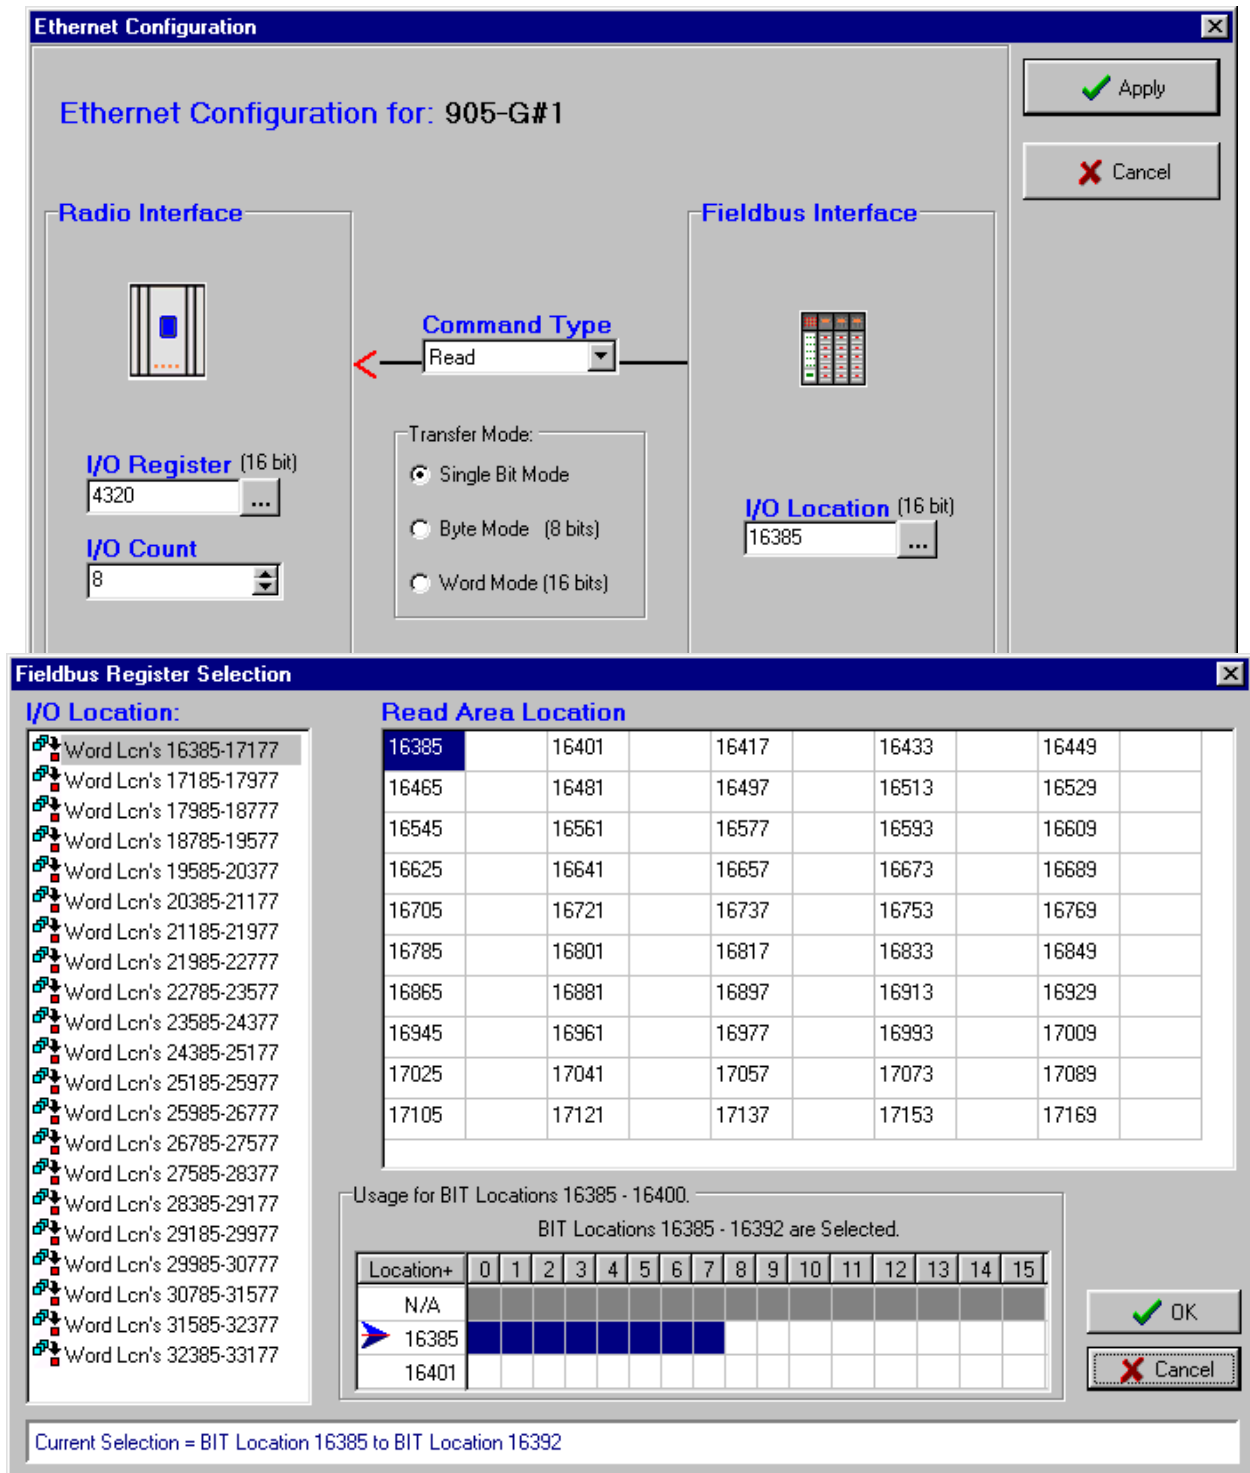 Ethernet Configuration
Ethernet Configuration for: 905-G#1
Apply
Cancel
Radio Interface
Fieldbus Interface
Command Type
Read
Transfer Mode:
Single Bit Mode
Byte Mode (8 bits)
Word Mode (16 bits)
I/O Register (16 bit)
4320
...
I/O Count
8
I/O Location (16 bit)
16385
...
Fieldbus Register Selection
I/O Location:
Word Lcn's 16385-17177
Word Lcn's 17185-17977
Word Lcn's 17985-18777
Word Lcn's 18785-19577
Word Lcn's 19585-20377
Word Lcn's 20385-21177
Word Lcn's 21185-21977
Word Lcn's 21985-22777
Word Lcn's 22785-23577
Word Lcn's 23585-24377
Word Lcn's 24385-25177
Word Lcn's 25185-25977
Word Lcn's 25985-26777
Word Lcn's 26785-27577
Word Lcn's 27585-28377
Word Lcn's 28385-29177
Word Lcn's 29185-29977
Word Lcn's 29985-30777
Word Lcn's 30785-31577
Word Lcn's 31585-32377
Word Lcn's 32385-33177
Read Area Location
16385 16401 16417 16433 16449
16465 16481 16497 16513 16529
16545 16561 16577 16593 16609
16625 16641 16657 16673 16689
16705 16721 16737 16753 16769
16785 16801 16817 16833 16849
16865 16881 16897 16913 16929
16945 16961 16977 16993 17009
17025 17041 17057 17073 17089
17105 17121 17137 17153 17169
Usage for BIT Locations 16385 - 16400.
BIT Locations 16385 - 16392 are Selected.
Location+ 0 1 2 3 4 5 6 7 8 9 10 11 12 13 14 15
N/A
16385
16401
OK
Cancel
Current Selection = BIT Location 16385 to BIT Location 16392